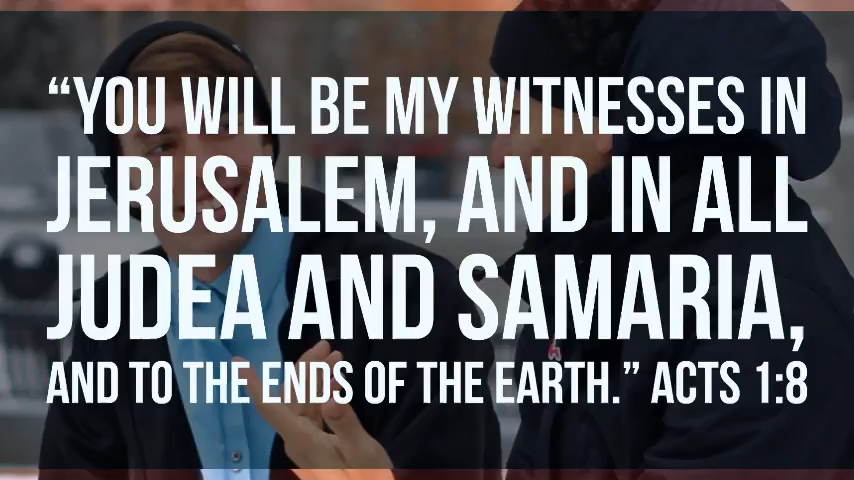 “YOU WILL BE MY WITNESSES IN
JERUSALEM, AND IN ALL
JUDEA AND SAMARIA,
AND TO THE ENDS OF THE EARTH.” ACTS 1:8